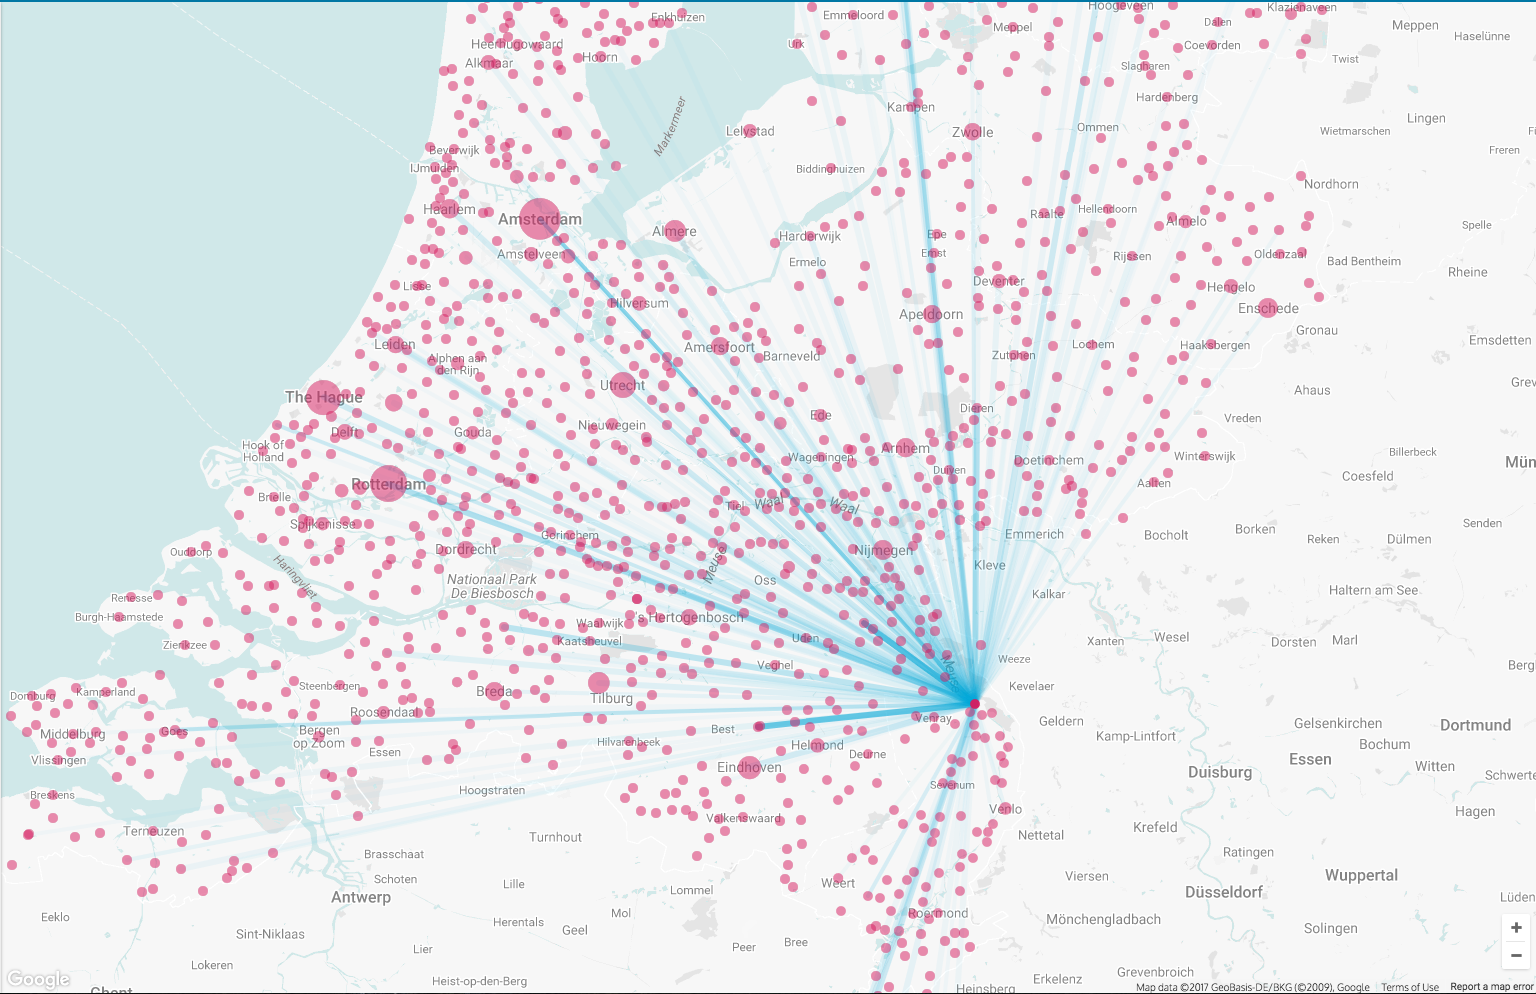 Enkhuizen
Emmeloord
Hoogeveen
Klazienaveen
Meppel
Dalen
Meppen
Haselünne
Heerhugowaard
Urk
Coevorden
Alkmaar
Hoorn
Slagharen
Twist
Markermeer
Kampen
Hardenberg
Lelystad
Zwolle
Ommen
Wietmarschen
Lingen
Beverwijk
Freren
IJmuiden
Biddinghuizen
Nordhorn
Haarlem
Amsterdam
Raalte
Hellendoorn
Almelo
Spelle
Almere
Harderwijk
Epe
Amstelveen
Ermelo
Emst
Rijssen
Oldenzaal
Bad Bentheim
Rheine
Lisse
Deventer
Hengelo
Hilversum
Apeldoorn
Enschede
Gronau
Leiden
Amersfoort
Barneveld
Zutphen
Lochem
Haaksbergen
Emsdetten
Alphen aan
den Rijn
Utrecht
Ahaus
Grev
The Hague
Dieren
Vreden
Delft
Gouda
Nieuwegein
Ede
Hook of
Holland
Arnhem
Wageningen
Duiven
Doetinchem
Winterswijk
Billerbeck
Mün
Rotterdam
Aalten
Coesfeld
Brielle
Tiel
Waal
Waal
Spijkenisse
Gorinchem
Emmerich
Bocholt
Borken
Reken
Dülmen
Senden
Ouddorp
Dordrecht
Nijmegen
Haringvliet
Meuse
Kleve
Nationaal Park
De Biesbosch
Oss
Kalkar
Haltern am See
Renesse
Burgh-Haamstede
Waalwijk
's Hertogenbosch
Zierikzee
Kaatsheuvel
Uden
Xanten
Wesel
Dorsten
Marl
Veghel
Meuse
Weeze
Bergl
Domburg
Kamperland
Steenbergen
Breda
Tilburg
Kevelaer
Roosendaal
Venray
Geldern
Gelsenkirchen
Dortmund
Middelburg
Goes
Bergen
op Zoom
Best
Kamp-Lintfort
Bochum
Essen
Hilvarenbeek
Helmond
Deurne
Vlissingen
Eindhoven
Duisburg
Essen
Witten
Schwerte
Breskens
Hoogstraten
Sevenum
Venlo
Hagen
Terneuzen
Turnhout
Valkenswaard
Nettetal
Krefeld
Brasschaat
Ratingen
Schoten
Lille
Lommel
Weert
Viersen
Düsseldorf
Wuppertal
Antwerp
Lüden
Eeklo
Herentals
Mol
Roermond
Mönchengladbach
Sint-Niklaas
Geel
Solingen
Lier
Peer
Bree
Lokeren
Heist-op-den-Berg
Erkelenz
Grevenbroich
Google
Ghent
Heinsberg
Map data ©2017 GeoBasis-DE/BKG (©2009), Google
Terms of Use
Report a map error